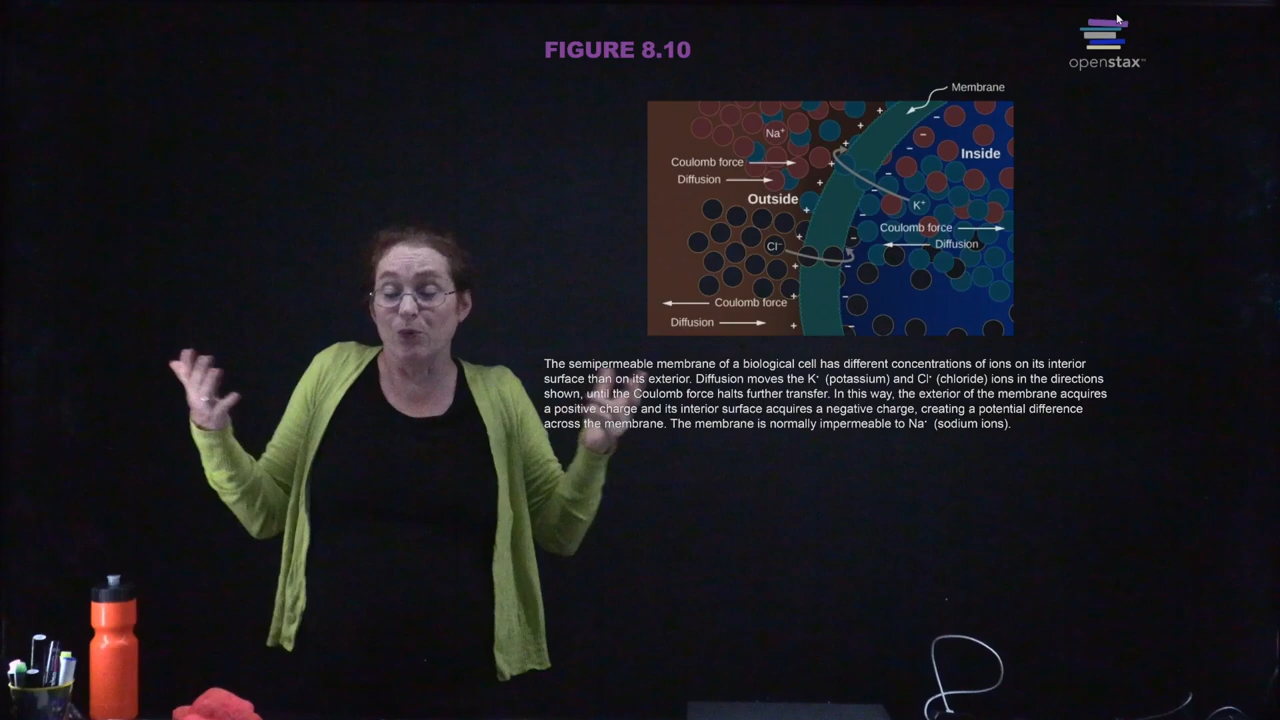 FIGURE 8.10
openstax™
Membrane
Na⁺
Coulomb force
Diffusion
Outside
Inside
K⁺
Coulomb force
Diffusion
Cl⁻
Coulomb force
Diffusion
The semipermeable membrane of a biological cell has different concentrations of ions on its interior
surface than on its exterior. Diffusion moves the K⁺ (potassium) and Cl⁻ (chloride) ions in the directions
shown, until the Coulomb force halts further transfer. In this way, the exterior of the membrane acquires
a positive charge and its interior surface acquires a negative charge, creating a potential difference
across the membrane. The membrane is normally impermeable to Na⁺ (sodium ions).